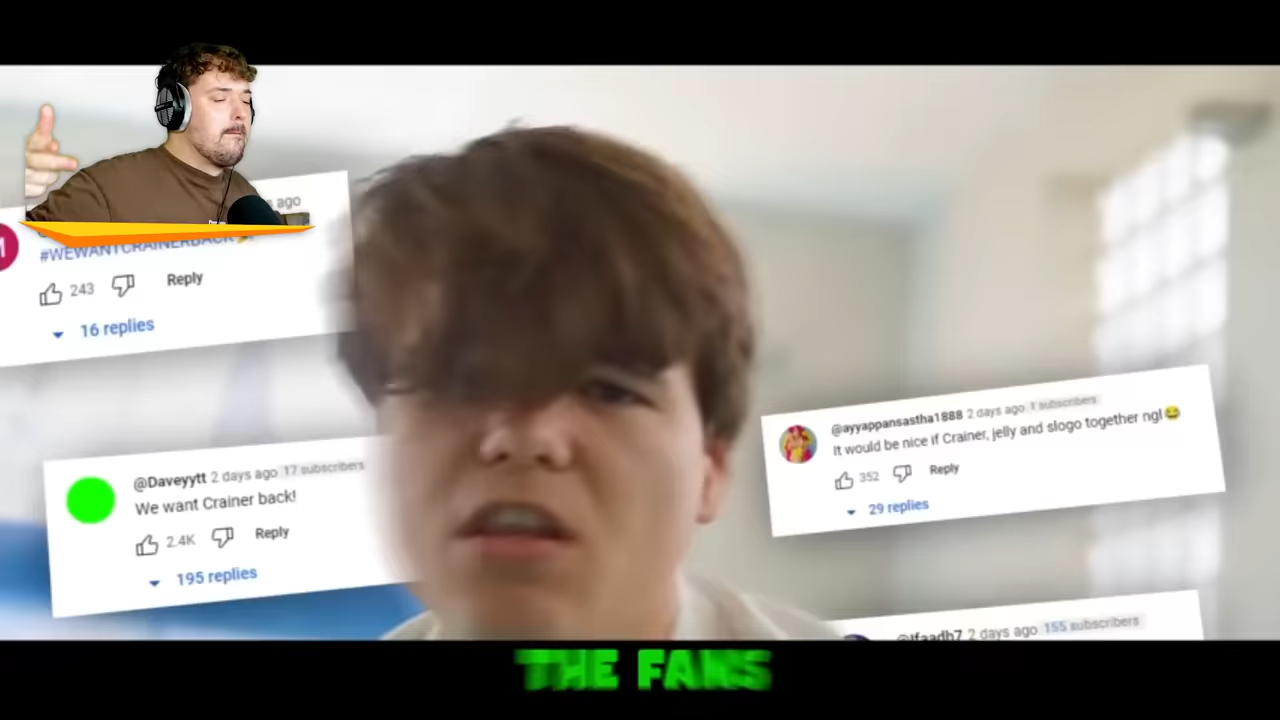 ago
#WEWANTCRAINERBACK
243 Reply
16 replies
@Daveyytt 2 days ago 17 subscribers
We want Crainer back!
2.4K Reply
195 replies
@ayyappansastha1888 2 days ago 1 subscribers
It would be nice if Crainer, jelly and slogo together ngl😂
352 Reply
29 replies
2 days ago 155 subscribers
THE FANS